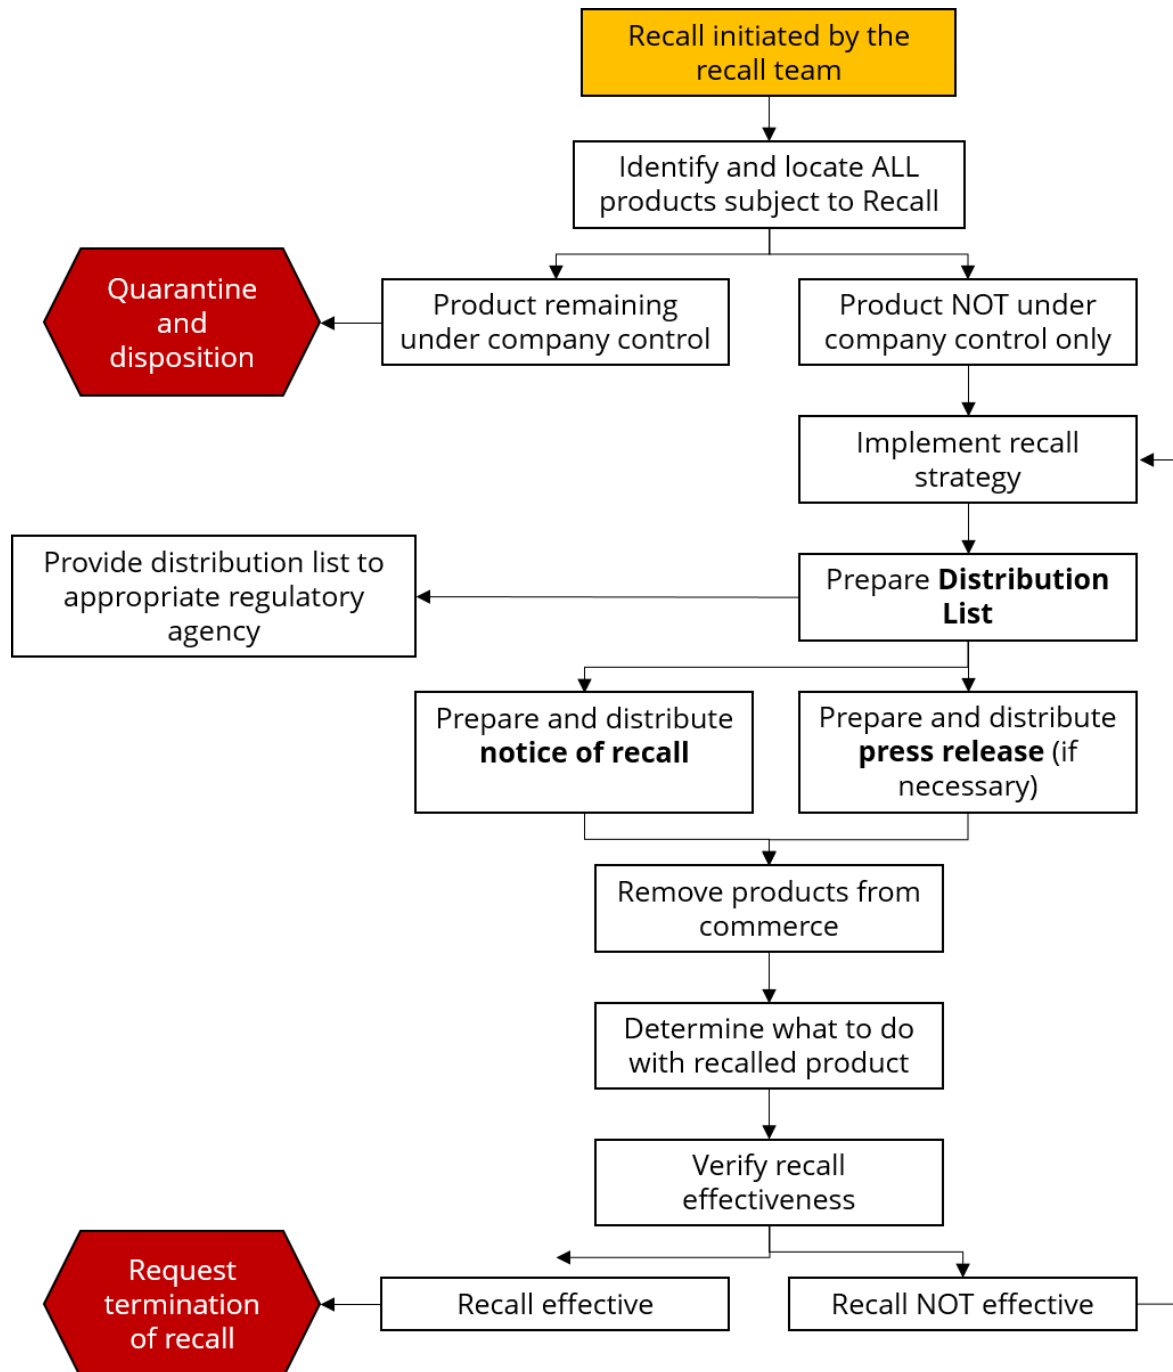 Recall initiated by the
recall team
Identify and locate ALL
products subject to Recall
Quarantine
and
disposition
Product remaining
under company control
Product NOT under
company control only
Implement recall
strategy
Provide distribution list to
appropriate regulatory
agency
Prepare Distribution
List
Prepare and distribute
notice of recall
Prepare and distribute
press release (if
necessary)
Remove products from
commerce
Determine what to do
with recalled product
Verify recall
effectiveness
Request
termination
of recall
Recall effective
Recall NOT effective